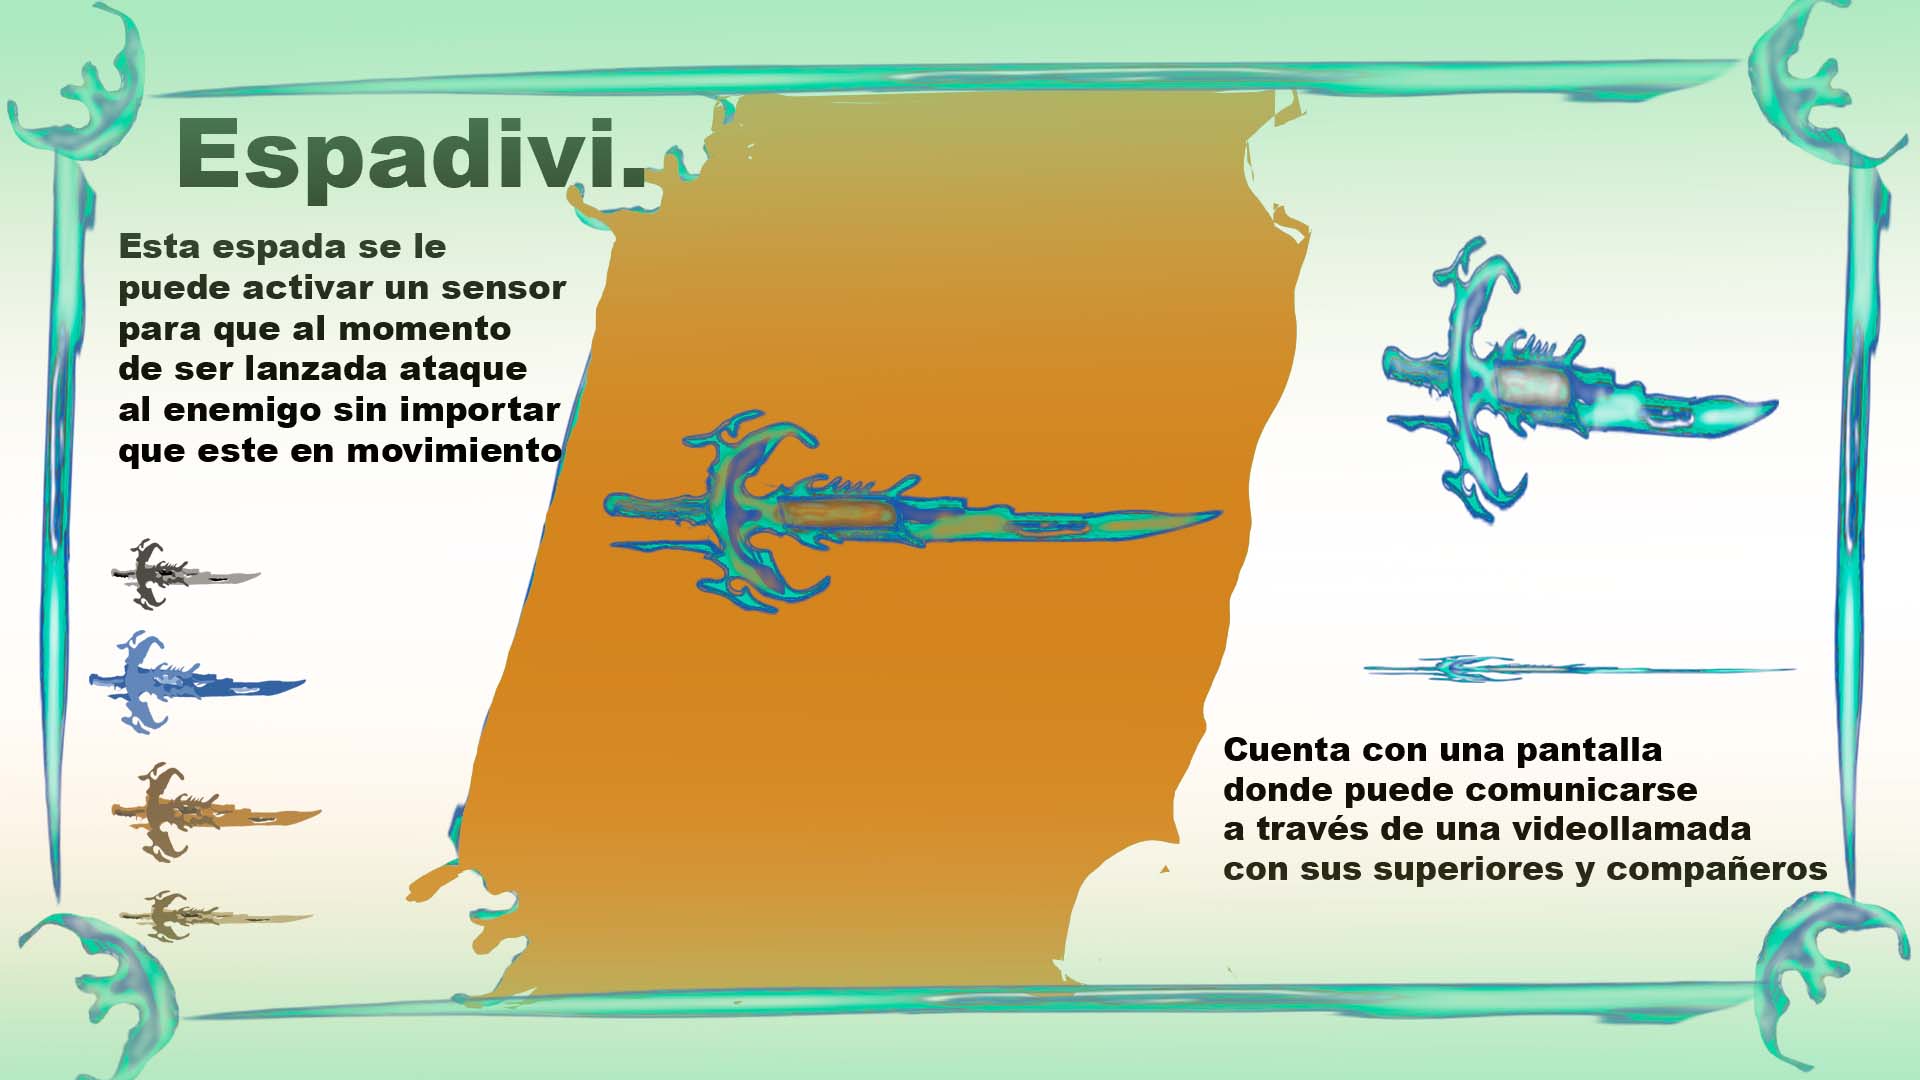 Espadivi.
Esta espada se le
puede activar un sensor
para que al momento
de ser lanzada ataque
al enemigo sin importar
que este en movimiento
Cuenta con una pantalla
donde puede comunicarse
a través de una videollamada
con sus superiores y compañeros